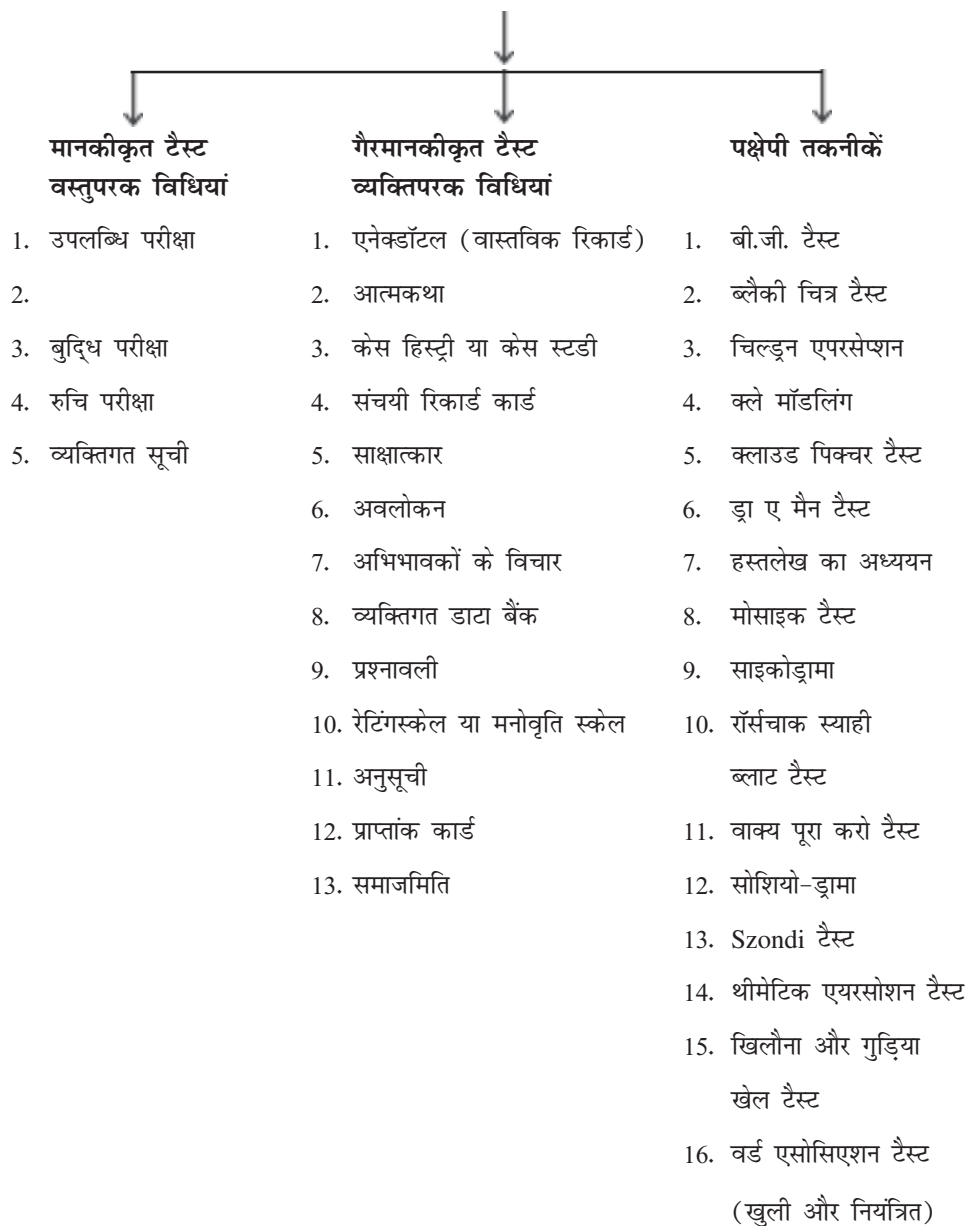 मानकीकृत टैस्ट
वस्तुपरक विधियां
1. उपलब्धि परीक्षा
2.
3. बुद्धि परीक्षा
4. रुचि परीक्षा
5. व्यक्तिगत सूची
गैरमानकीकृत टैस्ट
व्यक्तिपरक विधियां
1. एनेक्डॉटल (वास्तविक रिकार्ड)
2. आत्मकथा
3. केस हिस्ट्री या केस स्टडी
4. संचयी रिकार्ड कार्ड
5. साक्षात्कार
6. अवलोकन
7. अभिभावकों के विचार
8. व्यक्तिगत डाटा बैंक
9. प्रश्नावली
10. रेटिंगस्केल या मनोवृति स्केल
11. अनुसूची
12. प्राप्तांक कार्ड
13. समाजमिति
पक्षेपी तकनीकें
1. बी.जी. टैस्ट
2. ब्लैकी चित्र टैस्ट
3. चिल्ड्रन एपरसेप्शन
4. क्ले मॉडलिंग
5. क्लाउड पिक्चर टैस्ट
6. ड्रा ए मैन टैस्ट
7. हस्तलेख का अध्ययन
8. मोसाइक टैस्ट
9. साइकोड्रामा
10. रॉर्सचाक स्याही
ब्लाट टैस्ट
11. वाक्य पूरा करो टैस्ट
12. सोशियो-ड्रामा
13. Szondi टैस्ट
14. थीमेटिक एयरसोशन टैस्ट
15. खिलौना और गुड़िया
खेल टैस्ट
16. वर्ड एसोसिएशन टैस्ट
(खुली और नियंत्रित)